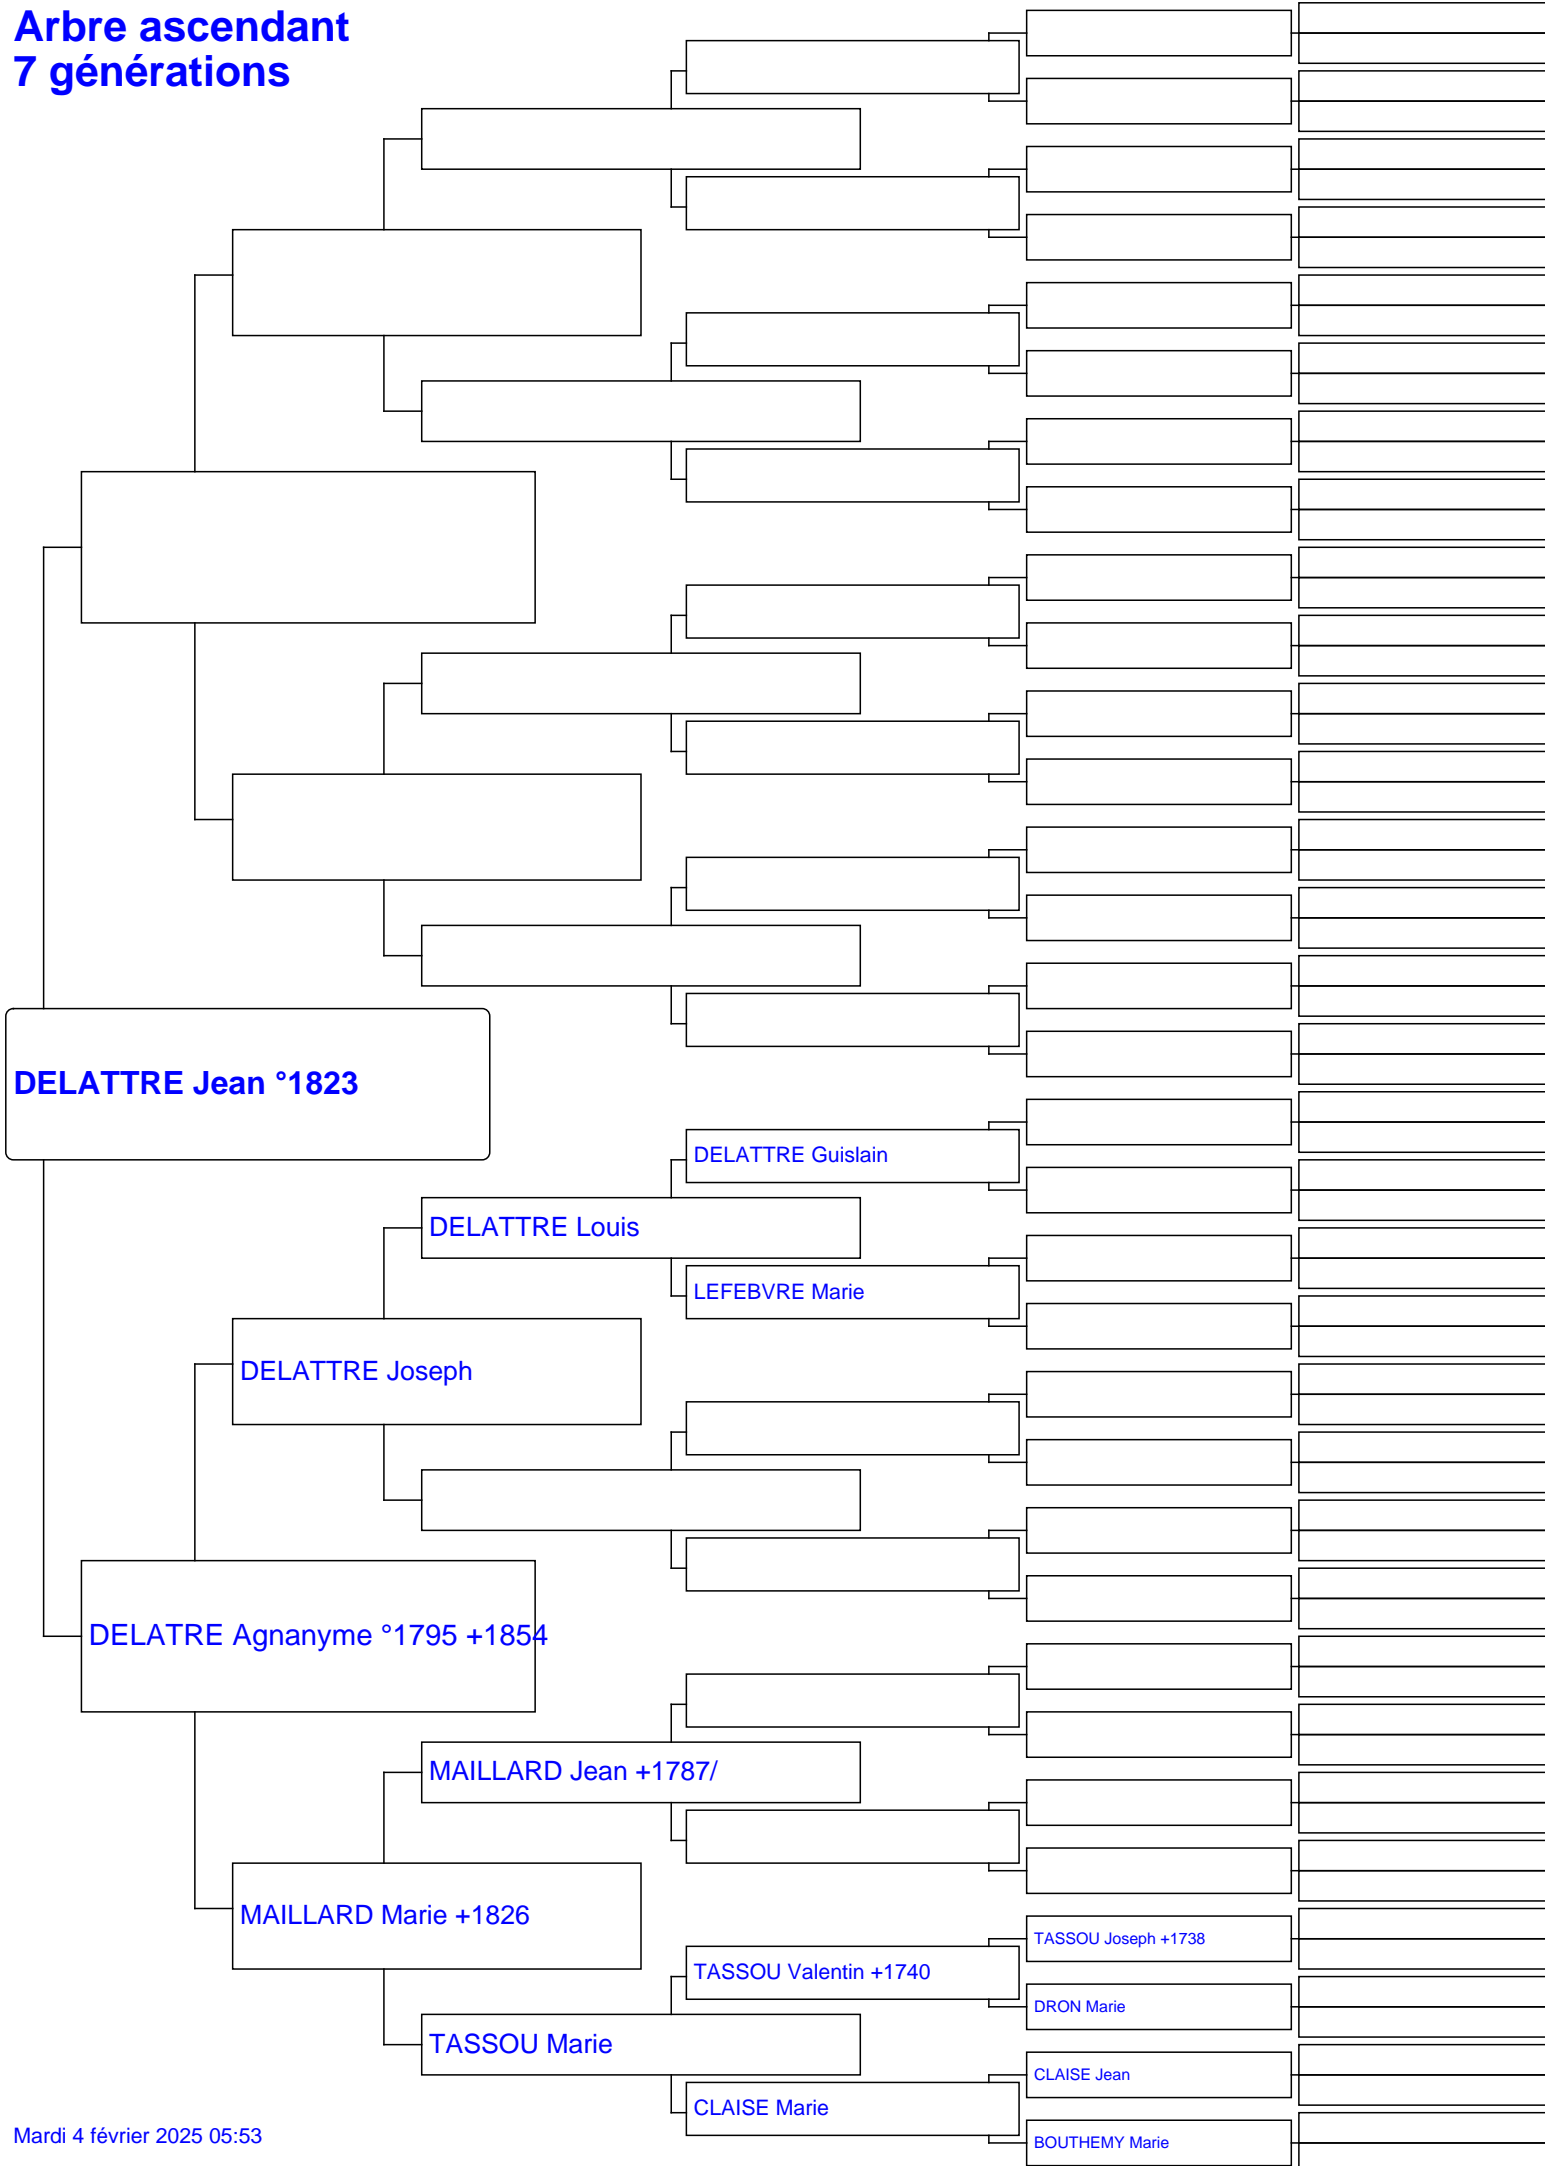 Arbre ascendant
7 générations
DELATTRE Jean °1823
DELATTRE Guislain
DELATTRE Louis
LEFEBVRE Marie
DELATTRE Joseph
DELATRE Agnanyme °1795 +1854
MAILLARD Jean +1787/
MAILLARD Marie +1826
TASSOU Joseph +1738
TASSOU Valentin +1740
DRON Marie
TASSOU Marie
CLAISE Jean
CLAISE Marie
BOUTHEMY Marie
Mardi 4 février 2025 05:53